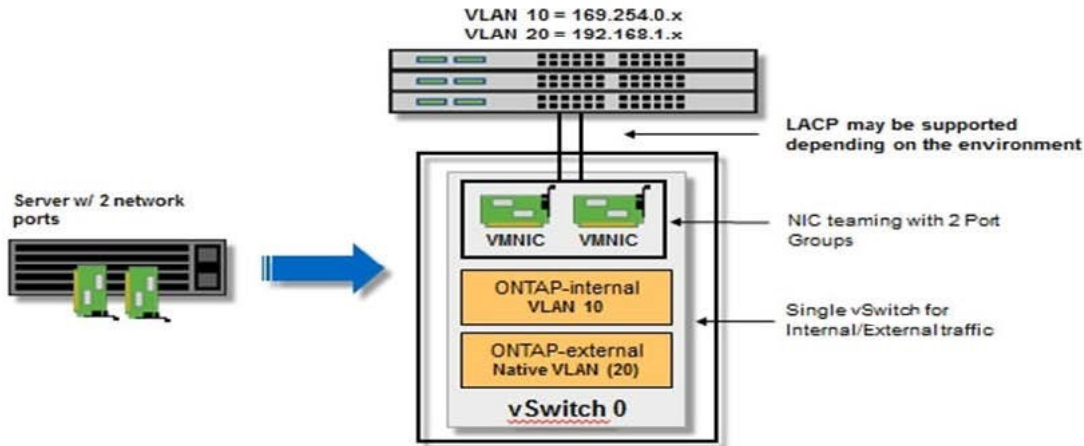 VLAN 10 = 169.254.0.x
VLAN 20 = 192.168.1.x
LACP may be supported
depending on the environment
Server w/ 2 network
ports
VMNIC VMNIC
NIC teaming with 2 Port
Groups
ONTAP-internal
VLAN 10
Single vSwitch for
Internal/External traffic
ONTAP-external
Native VLAN (20)
vSwitch 0